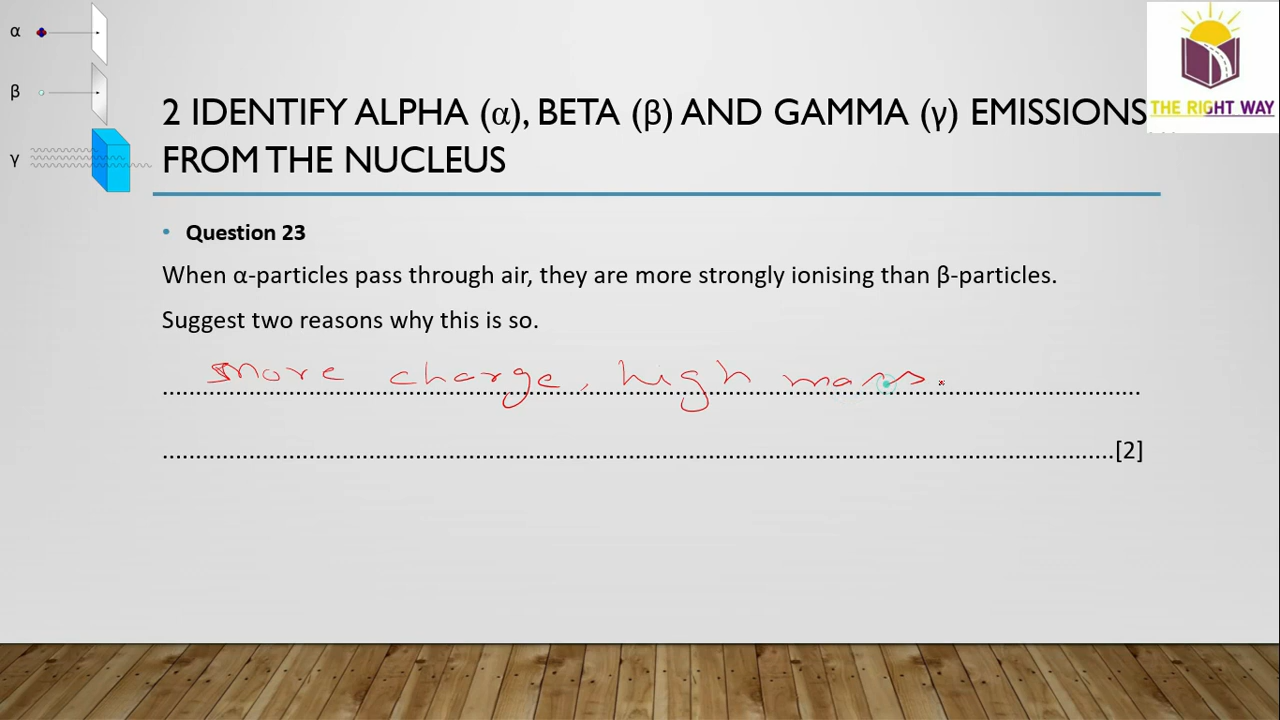 α
β
γ
THE RIGHT WAY
2 IDENTIFY ALPHA (α), BETA (β) AND GAMMA (γ) EMISSIONS
FROM THE NUCLEUS
• Question 23
When α-particles pass through air, they are more strongly ionising than β-particles.
Suggest two reasons why this is so.
more charge, high mass.
[2]